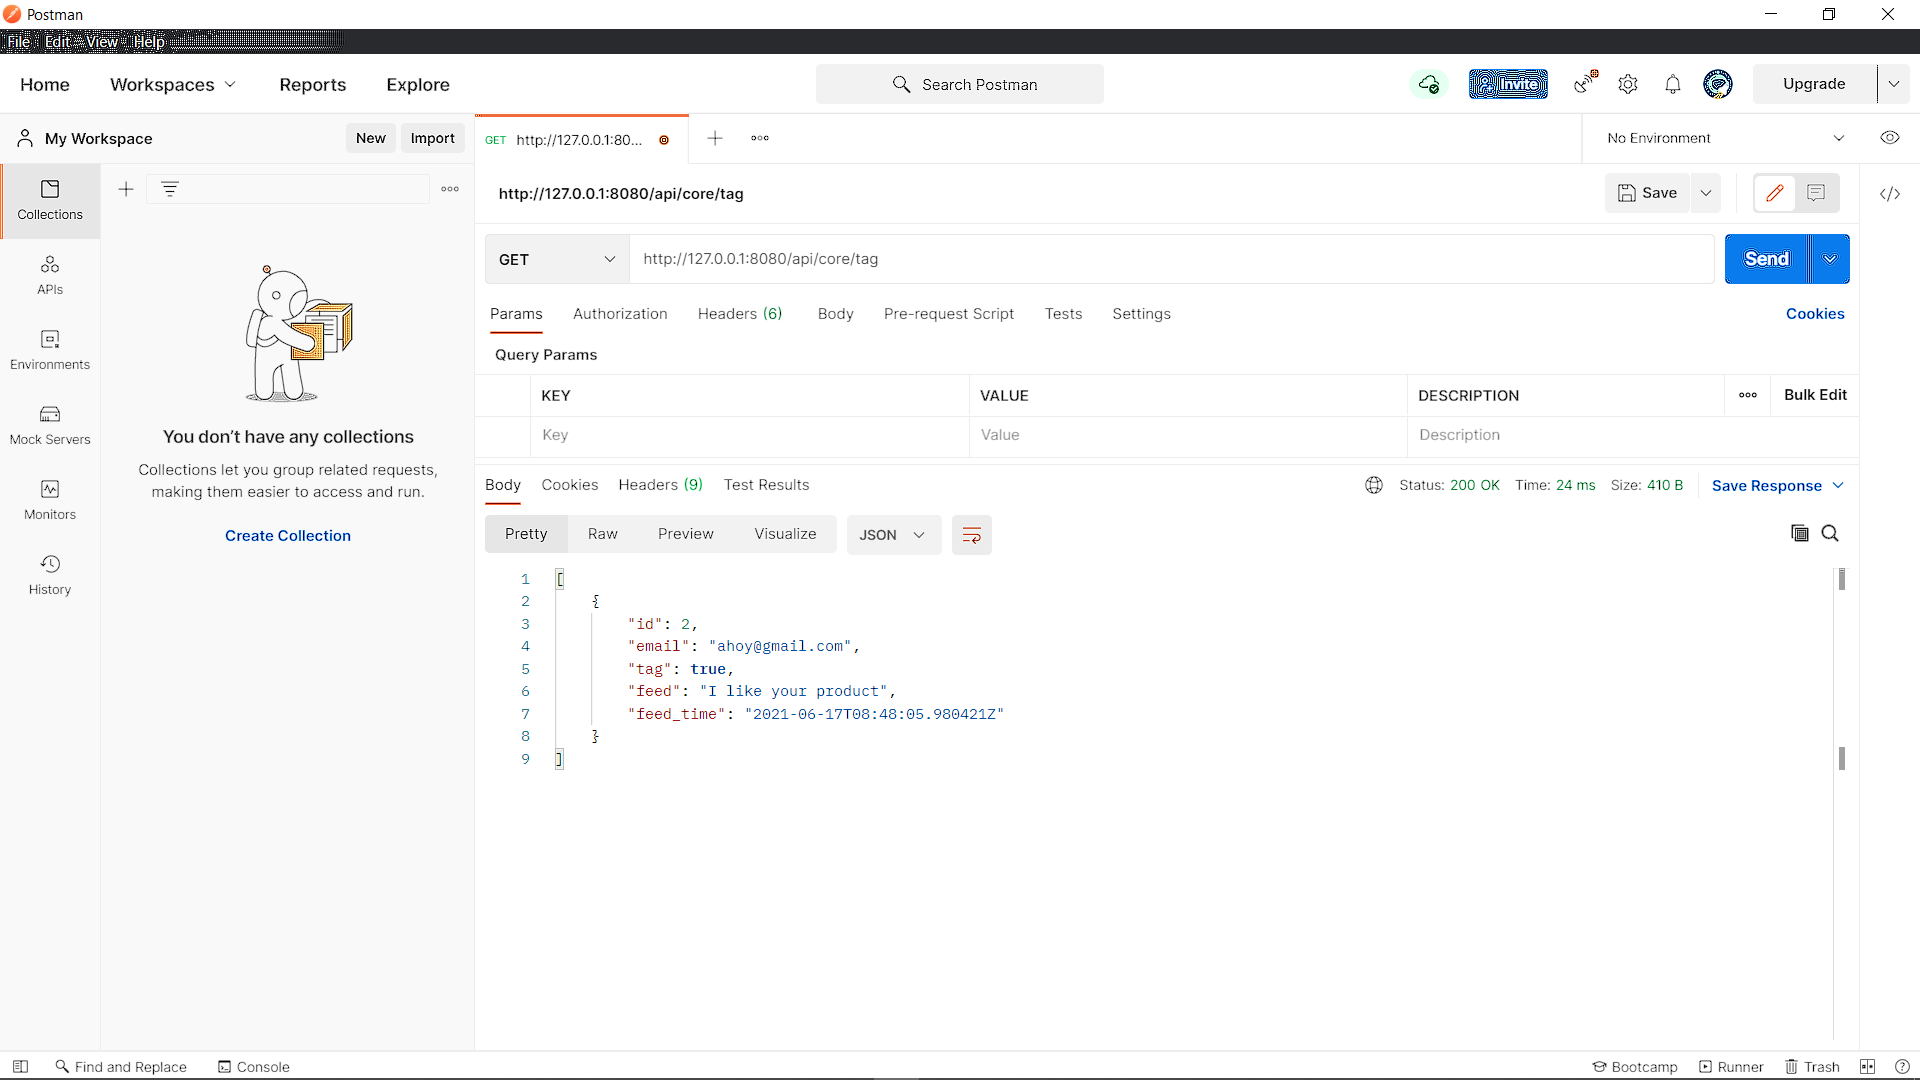 Postman
File Edit View Help
Home Workspaces Reports Explore Search Postman Invite Upgrade
My Workspace New Import GET http://127.0.0.1:80... No Environment
http://127.0.0.1:8080/api/core/tag Save
Collections
GET http://127.0.0.1:8080/api/core/tag Send
APIs
Params Authorization Headers (6) Body Pre-request Script Tests Settings Cookies
Query Params
Environments
KEY VALUE DESCRIPTION Bulk Edit
Key Value Description
Mock Servers
You don’t have any collections
Collections let you group related requests,
making them easier to access and run.
Create Collection
Monitors
History
Body Cookies Headers (9) Test Results Status: 200 OK Time: 24 ms Size: 410 B Save Response
Pretty Raw Preview Visualize JSON
1 [
2 {
3 "id": 2,
4 "email": "ahoy@gmail.com",
5 "tag": true,
6 "feed": "I like your product",
7 "feed_time": "2021-06-17T08:48:05.980421Z"
8 }
9 ]
Find and Replace Console Bootcamp Runner Trash